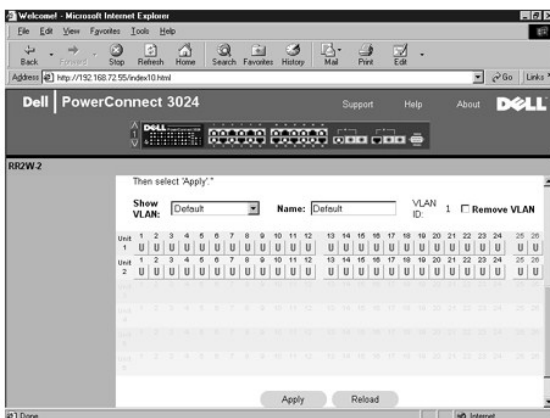 Welcome! - Microsoft Internet Explorer
File Edit View Favorites Tools Help
Back Forward Stop Refresh Home Search Favorites History Mail Print Edit
Address http://192.168.72.55/index10.html Go Links
Dell PowerConnect 3024 Support Help About DELL
DELL
RR2W-2
Then select 'Apply'."
Show VLAN: Default Name: Default VLAN ID: 1 Remove VLAN
1 2 3 4 5 6 7 8 9 10 11 12 13 14 15 16 17 18 19 20 21 22 23 24 25 26
Unit 1 U U U U U U U U U U U U U U U U U U U U U U U U U U
1 2 3 4 5 6 7 8 9 10 11 12 13 14 15 16 17 18 19 20 21 22 23 24 25 26
Unit 2 U U U U U U U U U U U U U U U U U U U U U U U U U U
Apply Reload
Done Internet